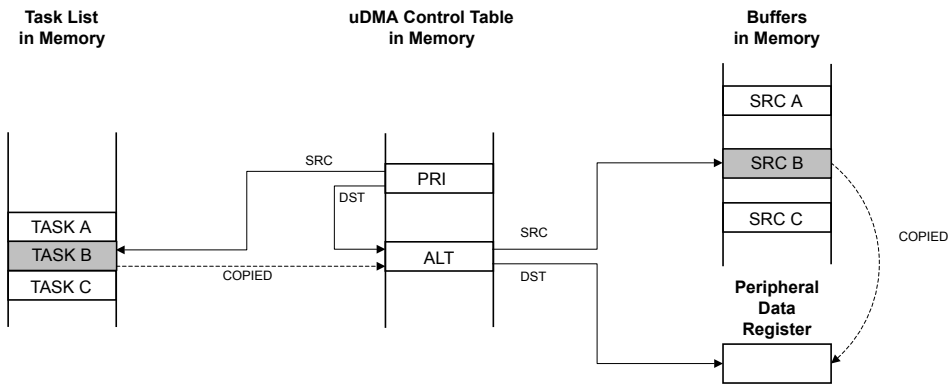 Task List
in Memory
uDMA Control Table
in Memory
Buffers
in Memory
SRC A
SRC
PRI
SRC B
DST
TASK A
SRC C
SRC
COPIED
TASK B
ALT
COPIED
DST
TASK C
Peripheral
Data
Register